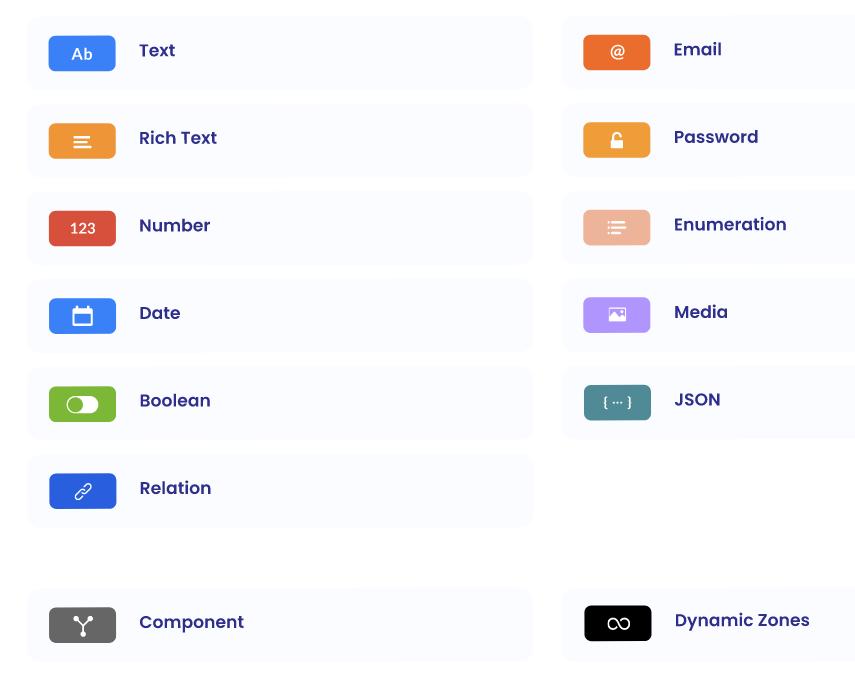 Ab Text
@ Email
Rich Text
Password
123 Number
Enumeration
Date
Media
Boolean
{ ··· } JSON
Relation
Component
Dynamic Zones